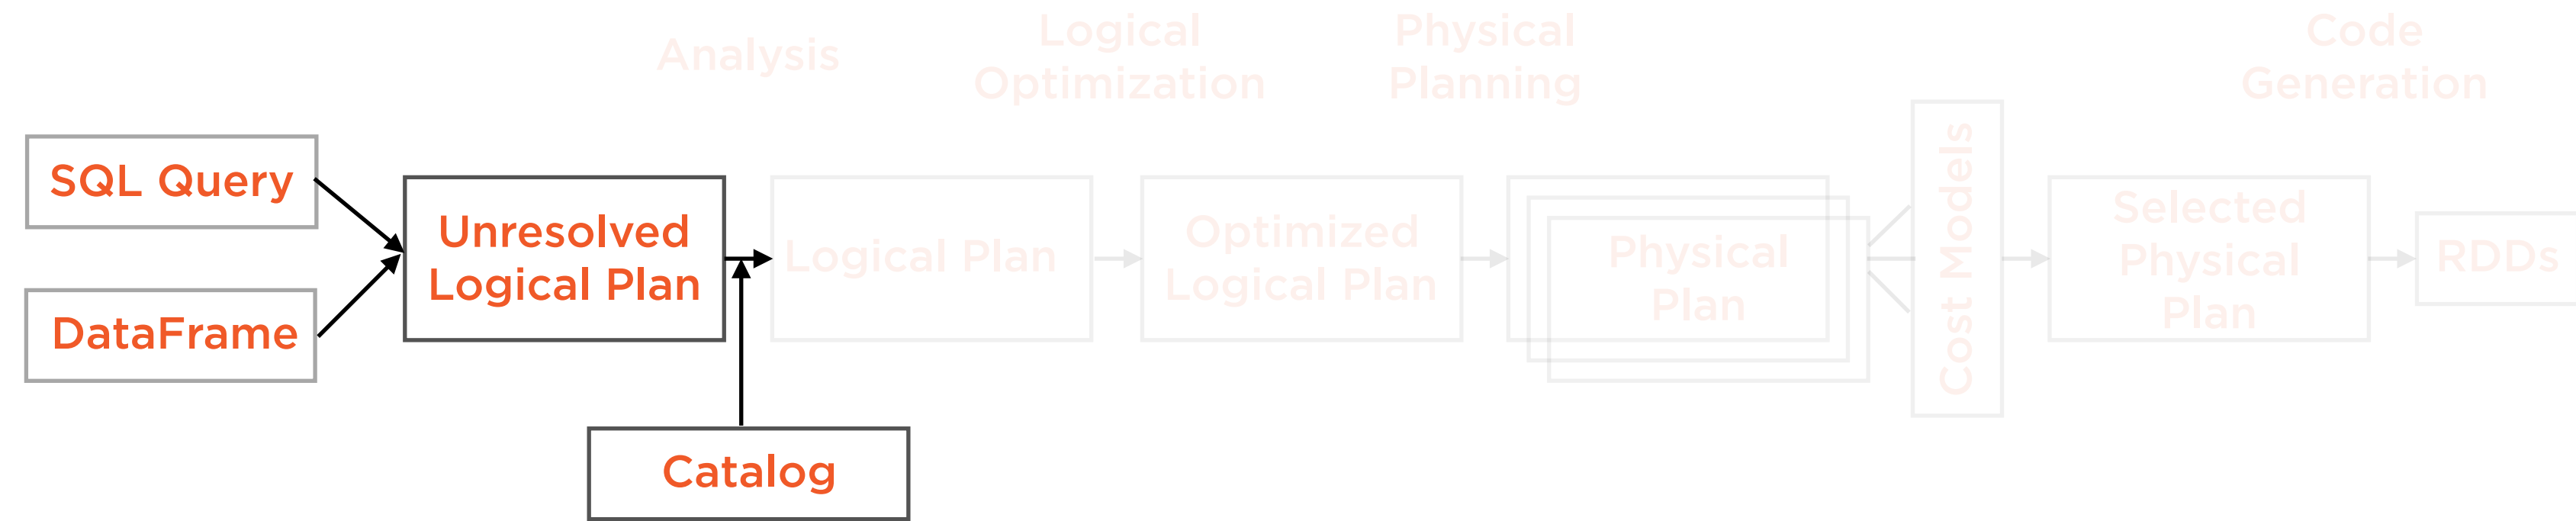 Analysis
Logical
Optimization
Physical
Planning
Code
Generation
SQL Query
DataFrame
Unresolved
Logical Plan
Catalog
Logical Plan
Optimized
Logical Plan
Physical
Plan
Cost Models
Selected
Physical
Plan
RDDs